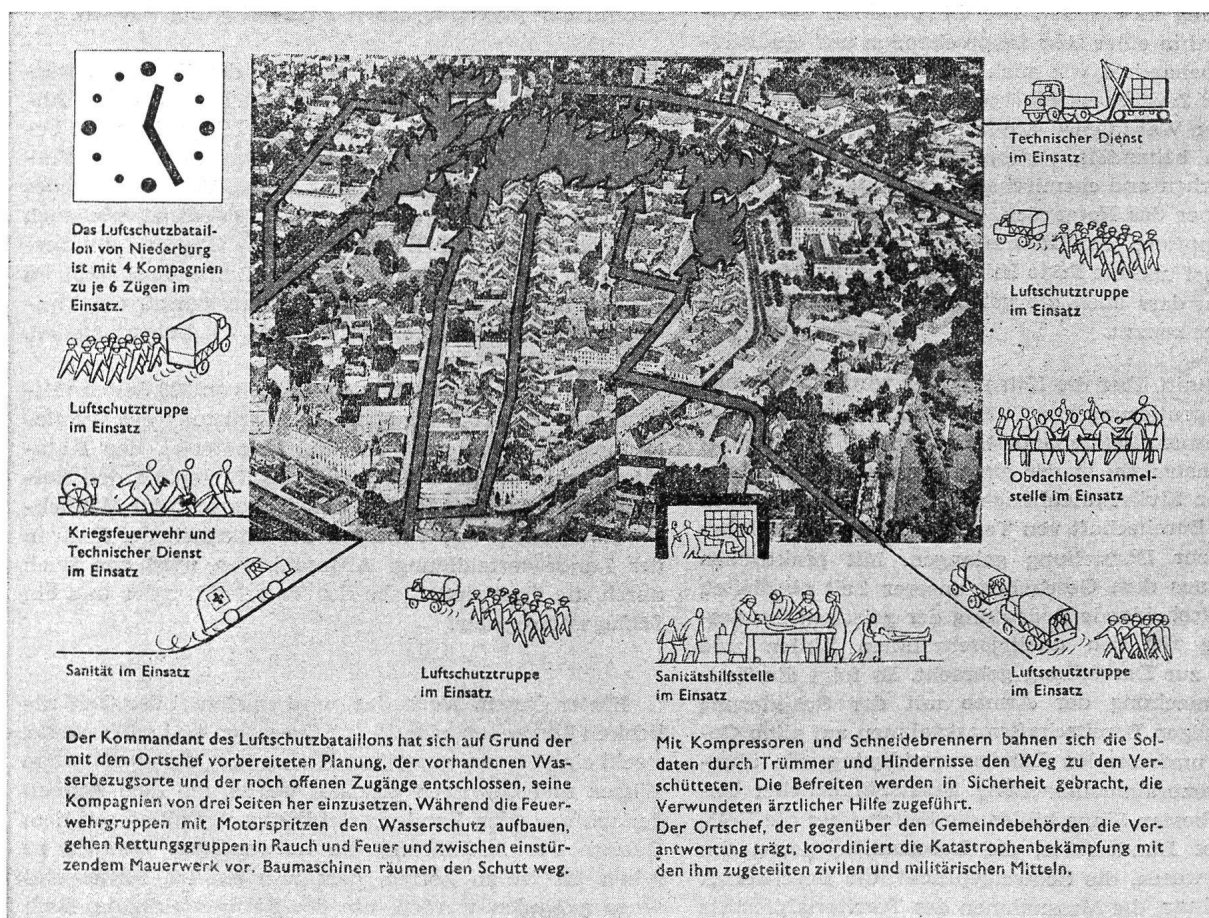 Das Luftschutzbatail-
lon von Niederburg
ist mit 4 Kompagnien
zu je 6 Zügen im
Einsatz.
Luftschutztruppe
im Einsatz
Kriegsfeuerwehr und
Technischer Dienst
im Einsatz
Sanität im Einsatz
Technischer Dienst
im Einsatz
Luftschutztruppe
im Einsatz
Obdachlosensammel-
stelle im Einsatz
Luftschutztruppe
im Einsatz
Sanitätshilfsstelle
im Einsatz
Luftschutztruppe
im Einsatz
Der Kommandant des Luftschutzbataillons hat sich auf Grund der
mit dem Ortschef vorbereiteten Planung, der vorhandenen Was-
serbezugsorte und der noch offenen Zugänge entschlossen, seine
Kompagnien von drei Seiten her einzusetzen. Während die Feuer-
wehrgruppen mit Motorspritzen den Wasserschutz aufbauen,
gehen Rettungsgruppen in Rauch und Feuer und zwischen einstür-
zendem Mauerwerk vor. Baumaschinen räumen den Schutt weg.
Mit Kompressoren und Schneidebrennern bahnen sich die Sol-
daten durch Trümmer und Hindernisse den Weg zu den Ver-
schütteten. Die Befreiten werden in Sicherheit gebracht, die
Verwundeten ärztlicher Hilfe zugeführt.
Der Ortschef, der gegenüber den Gemeindebehörden die Ver-
antwortung trägt, koordiniert die Katastrophenbekämpfung mit
den ihm zugeteilten zivilen und militärischen Mitteln.